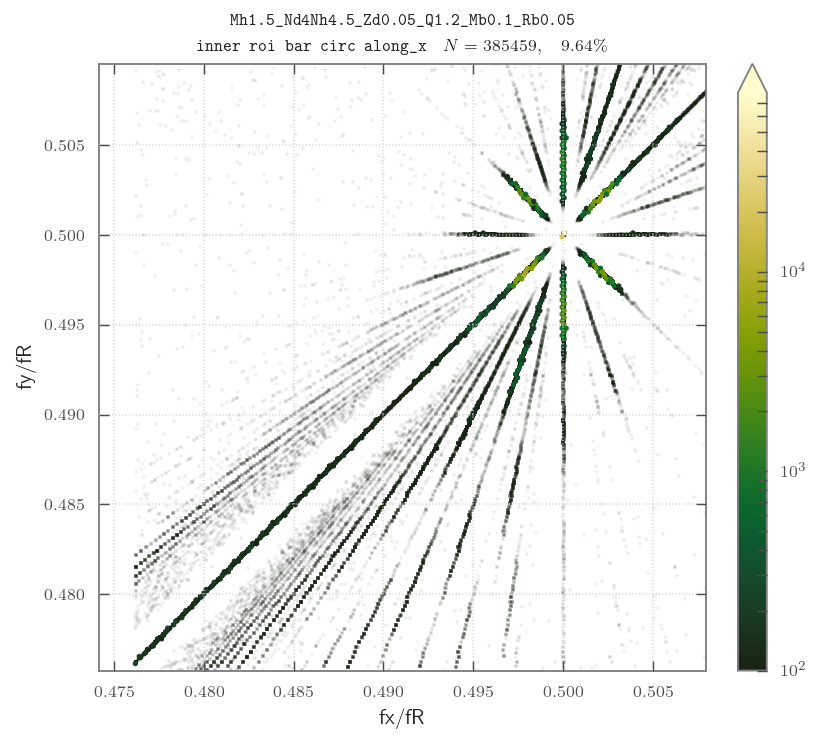 Mh1.5_Nd4Nh4.5_Zd0.05_Q1.2_Mb0.1_Rb0.05
inner roi bar circ along_x N = 385459, 9.64%
fy/fR
0.505
0.500
0.495
0.490
0.485
0.480
0.475 0.480 0.485 0.490 0.495 0.500 0.505
fx/fR
10^4
10^3
10^2